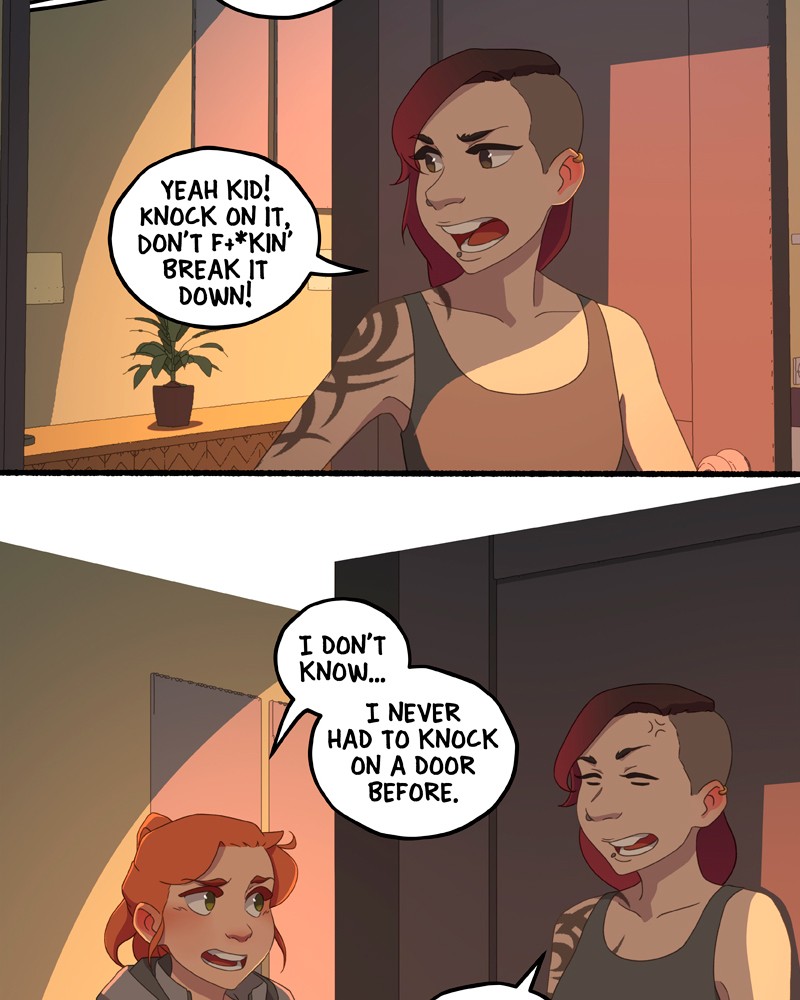 YEAH KID!
KNOCK ON IT,
DON'T F+*KIN'
BREAK IT
DOWN!
I DON'T
KNOW...
I NEVER
HAD TO KNOCK
ON A DOOR
BEFORE.